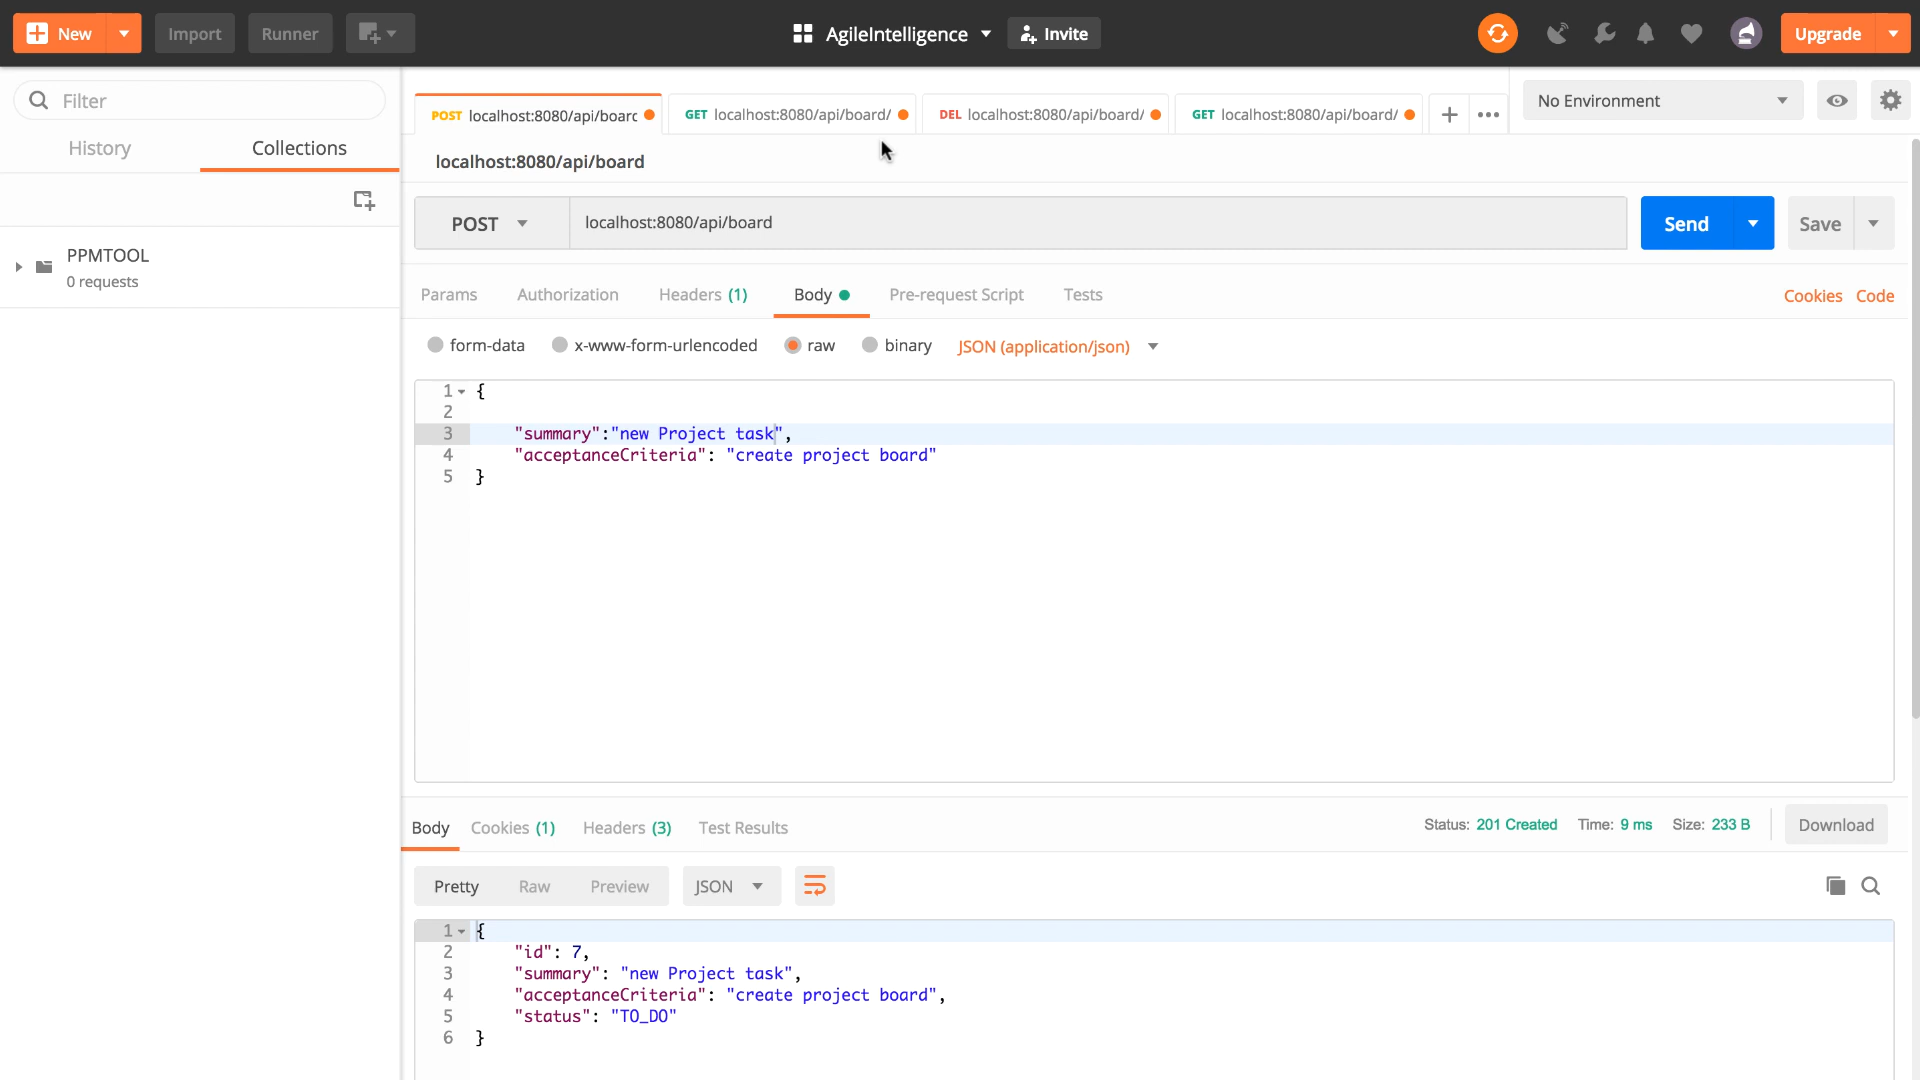 New
Import
Runner
AgileIntelligence
Invite
Upgrade
Filter
History
Collections
PPMTOOL
0 requests
POST localhost:8080/api/boarc
GET localhost:8080/api/board/
DEL localhost:8080/api/board/
GET localhost:8080/api/board/
No Environment
localhost:8080/api/board
POST
localhost:8080/api/board
Send
Save
Params
Authorization
Headers (1)
Body
Pre-request Script
Tests
Cookies
Code
form-data
x-www-form-urlencoded
raw
binary
JSON (application/json)
1 {
2
3 "summary":"new Project task",
4 "acceptanceCriteria": "create project board"
5 }
Body
Cookies (1)
Headers (3)
Test Results
Status: 201 Created
Time: 9 ms
Size: 233 B
Download
Pretty
Raw
Preview
JSON
1 {
2 "id": 7,
3 "summary": "new Project task",
4 "acceptanceCriteria": "create project board",
5 "status": "TO_DO"
6 }